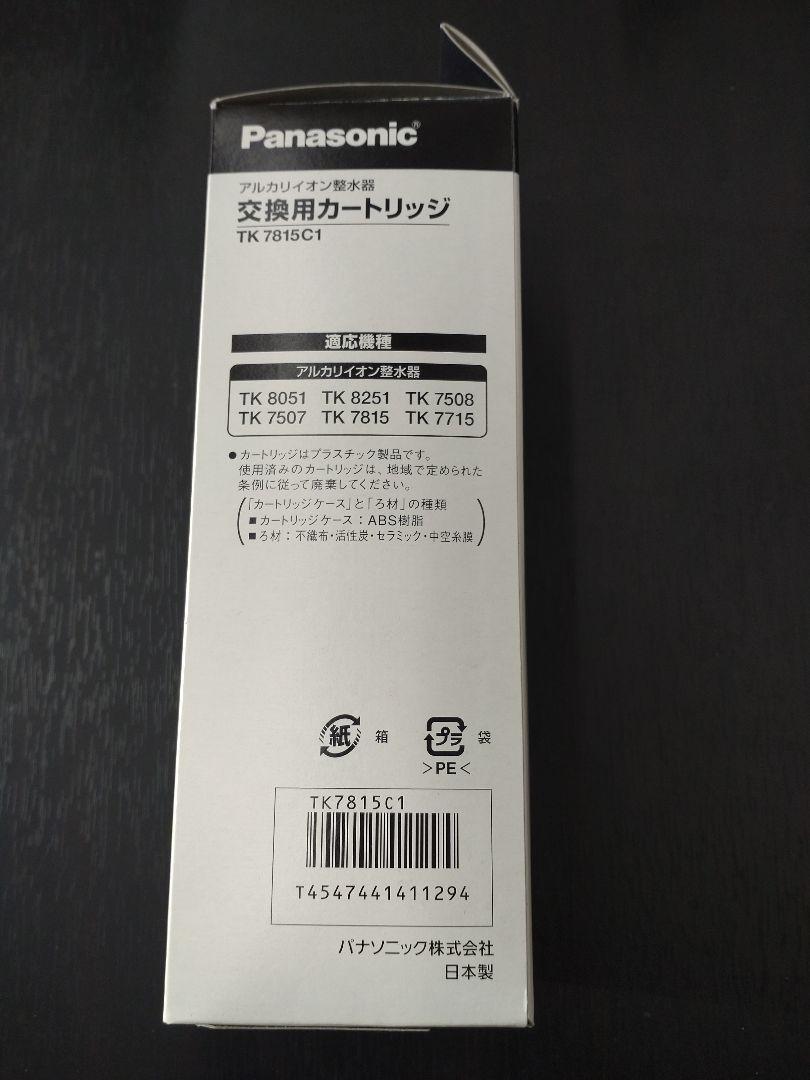 Panasonic®
アルカリイオン整水器
交換用カートリッジ
TK 7815C1
適応機種
アルカリイオン整水器
TK 8051 TK 8251 TK 7508
TK 7507 TK 7815 TK 7715
●カートリッジはプラスチック製品です。
使用済みのカートリッジは、地域で定められた
条例に従って廃棄してください。
「カートリッジケース」と「ろ材」の種類
■カートリッジケース：ABS樹脂
■ろ材：不織布・活性炭・セラミック・中空糸膜
紙 箱 プラ 袋
>PE<
TK7815C1
T4547441411294
パナソニック株式会社
日本製